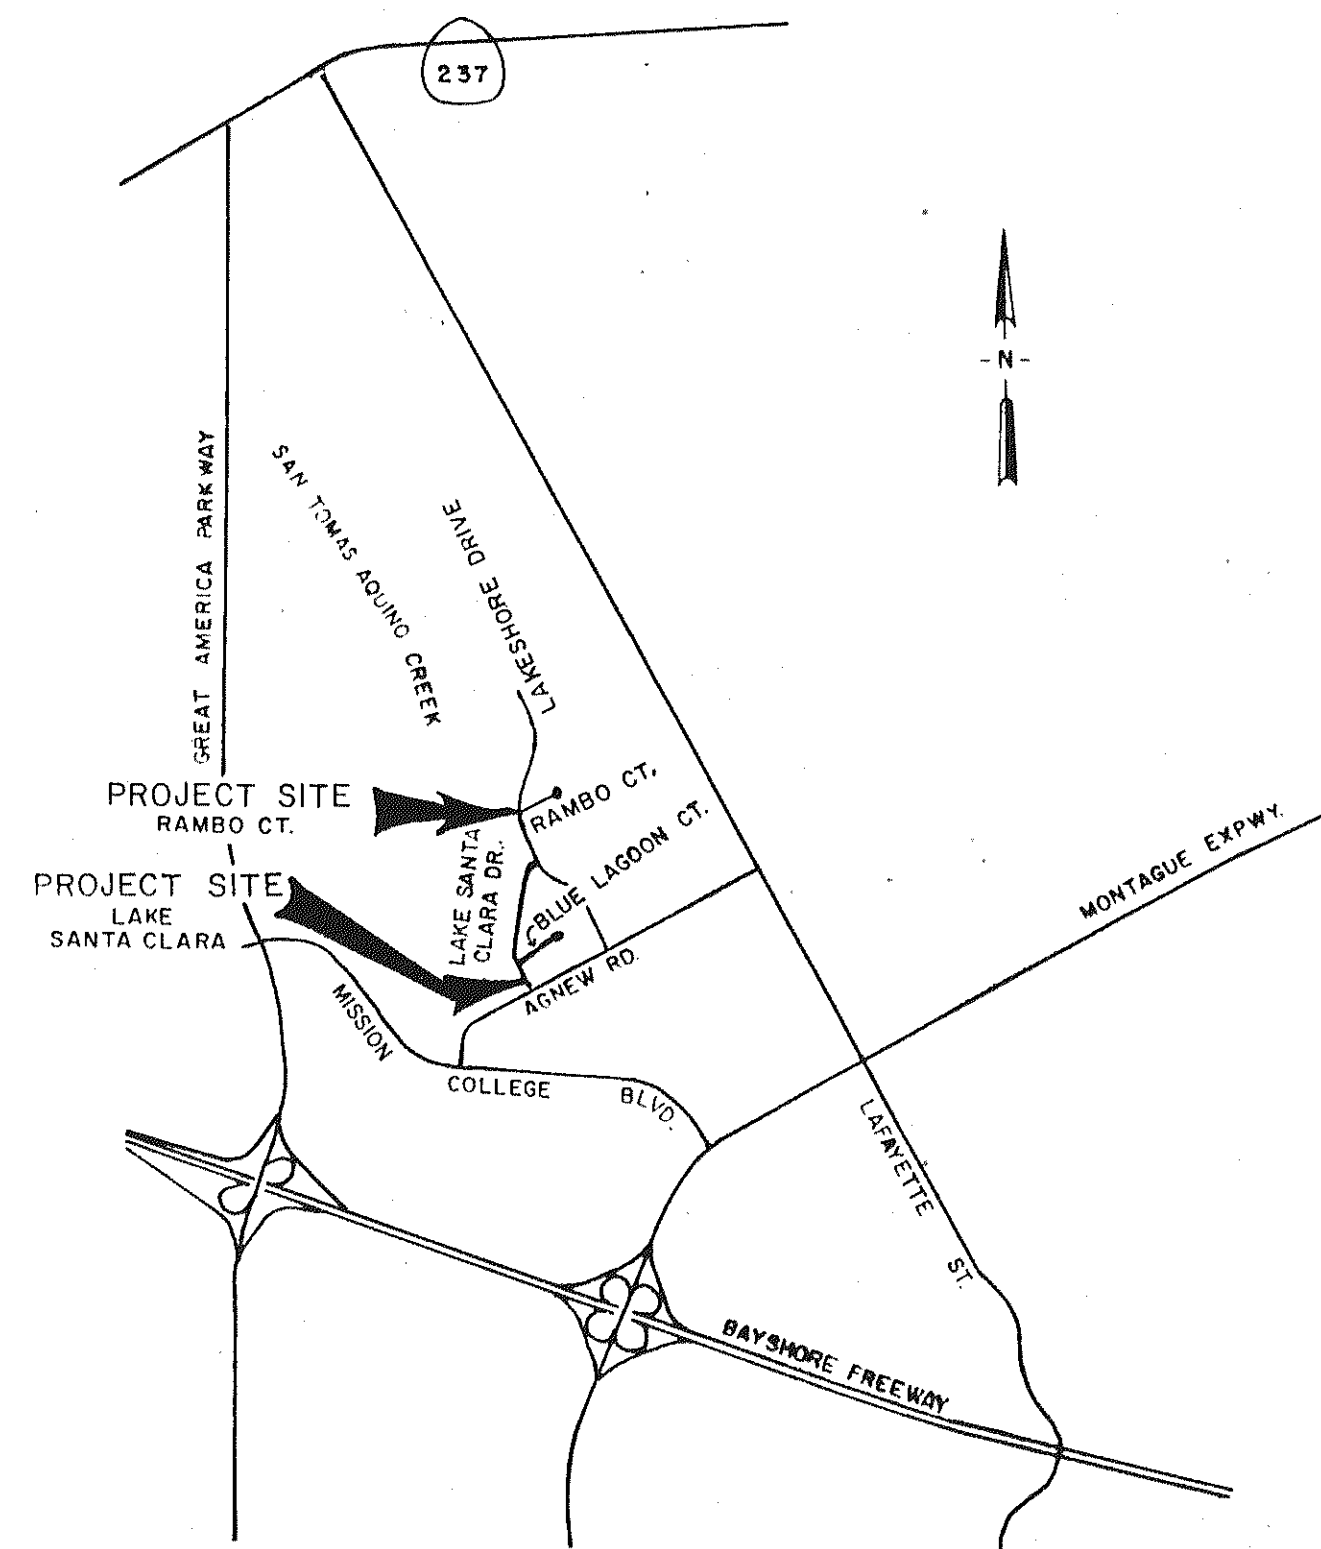 237
- N -
GREAT AMERICA PARKWAY
SAN TOMAS AQUINO CREEK
LAKESHORE DRIVE
PROJECT SITE
RAMBO CT.
RAMBO CT.
BLUE LAGOON CT.
LAKE SANTA
CLARA DR.
PROJECT SITE
LAKE
SANTA CLARA
MONTAGUE EXPWY.
AGNEW RD.
MISSION
COLLEGE
BLVD.
LAFAYETTE
ST.
BAYSHORE FREEWAY